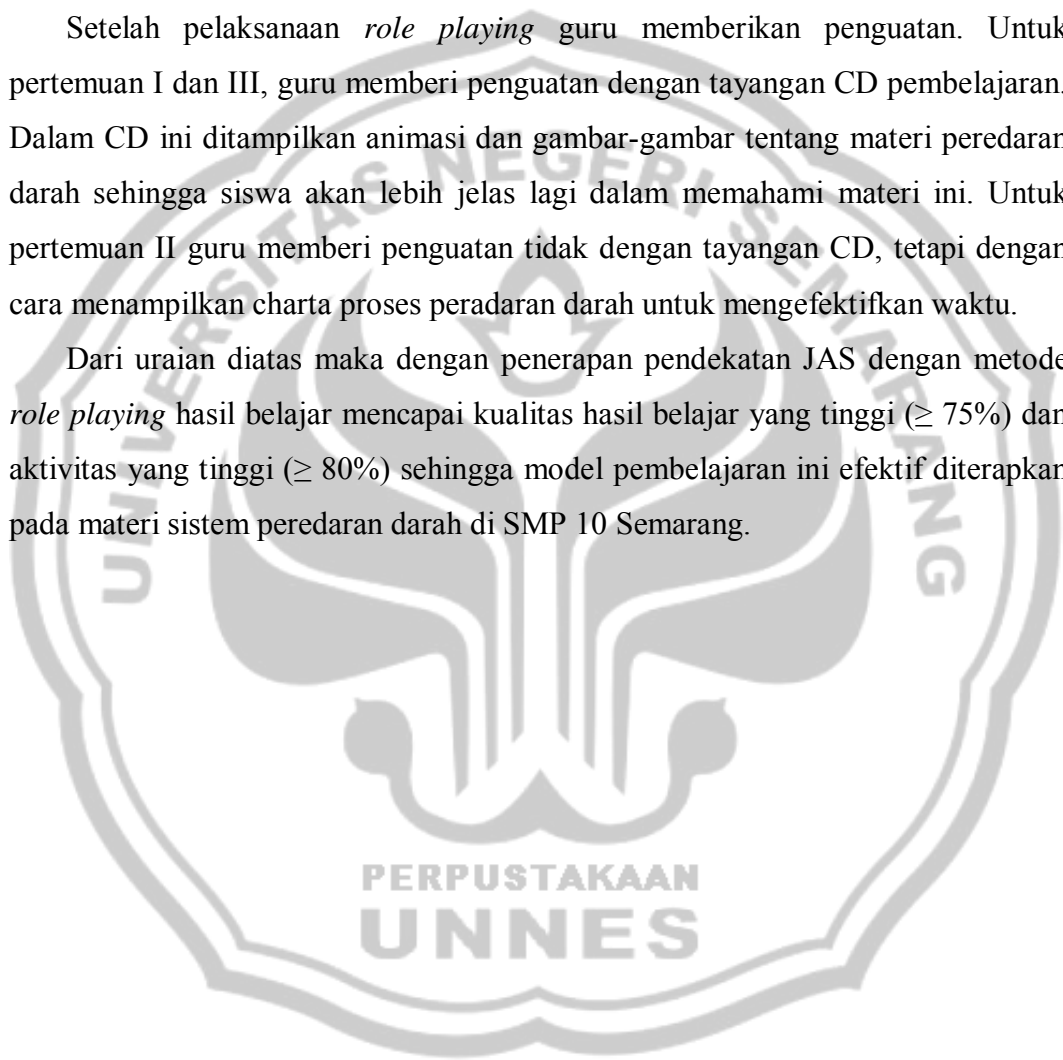 Setelah pelaksanaan role playing guru memberikan penguatan. Untuk
pertemuan I dan III, guru memberi penguatan dengan tayangan CD pembelajaran.
Dalam CD ini ditampilkan animasi dan gambar-gambar tentang materi peredaran
darah sehingga siswa akan lebih jelas lagi dalam memahami materi ini. Untuk
pertemuan II guru memberi penguatan tidak dengan tayangan CD, tetapi dengan
cara menampilkan charta proses peradaran darah untuk mengefektifkan waktu.
Dari uraian diatas maka dengan penerapan pendekatan JAS dengan metode
role playing hasil belajar mencapai kualitas hasil belajar yang tinggi (≥ 75%) dan
aktivitas yang tinggi (≥ 80%) sehingga model pembelajaran ini efektif diterapkan
pada materi sistem peredaran darah di SMP 10 Semarang.
UNIVERSITAS NEGERI SEMARANG
PERPUSTAKAAN
UNNES